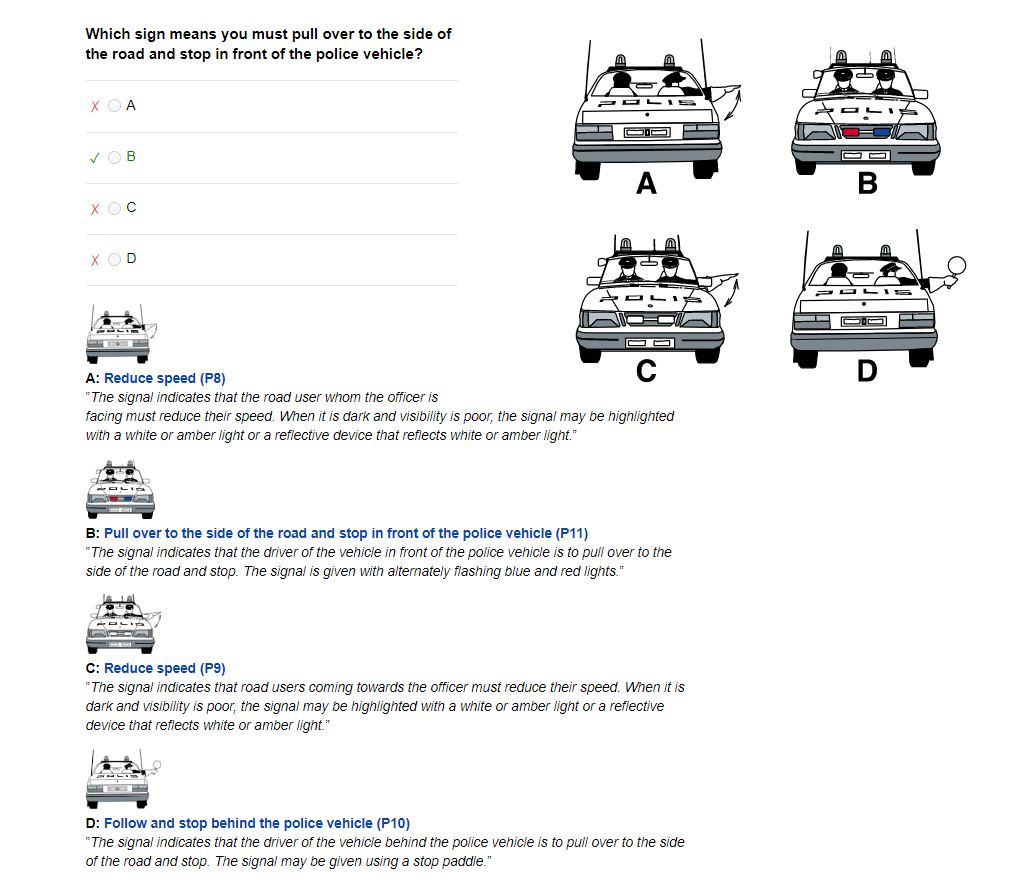 Which sign means you must pull over to the side of
the road and stop in front of the police vehicle?
A
B
C
D
POLIS
A
POLIS
B
POLIS
C
POLIS
D
POLIS
A: Reduce speed (P8)
"The signal indicates that the road user whom the officer is
facing must reduce their speed. When it is dark and visibility is poor, the signal may be highlighted
with a white or amber light or a reflective device that reflects white or amber light."
POLIS
B: Pull over to the side of the road and stop in front of the police vehicle (P11)
"The signal indicates that the driver of the vehicle in front of the police vehicle is to pull over to the
side of the road and stop. The signal is given with alternately flashing blue and red lights."
POLIS
C: Reduce speed (P9)
"The signal indicates that road users coming towards the officer must reduce their speed. When it is
dark and visibility is poor, the signal may be highlighted with a white or amber light or a reflective
device that reflects white or amber light."
POLIS
D: Follow and stop behind the police vehicle (P10)
"The signal indicates that the driver of the vehicle behind the police vehicle is to pull over to the side
of the road and stop. The signal may be given using a stop paddle."